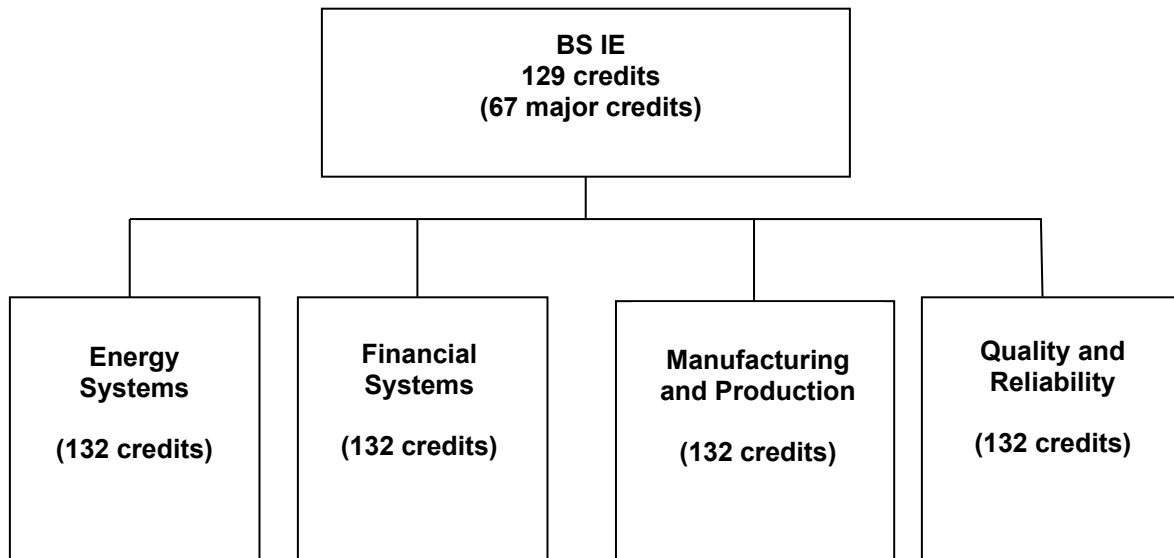 BS IE
129 credits
(67 major credits)
Energy
Systems
(132 credits)
Financial
Systems
(132 credits)
Manufacturing
and Production
(132 credits)
Quality and
Reliability
(132 credits)